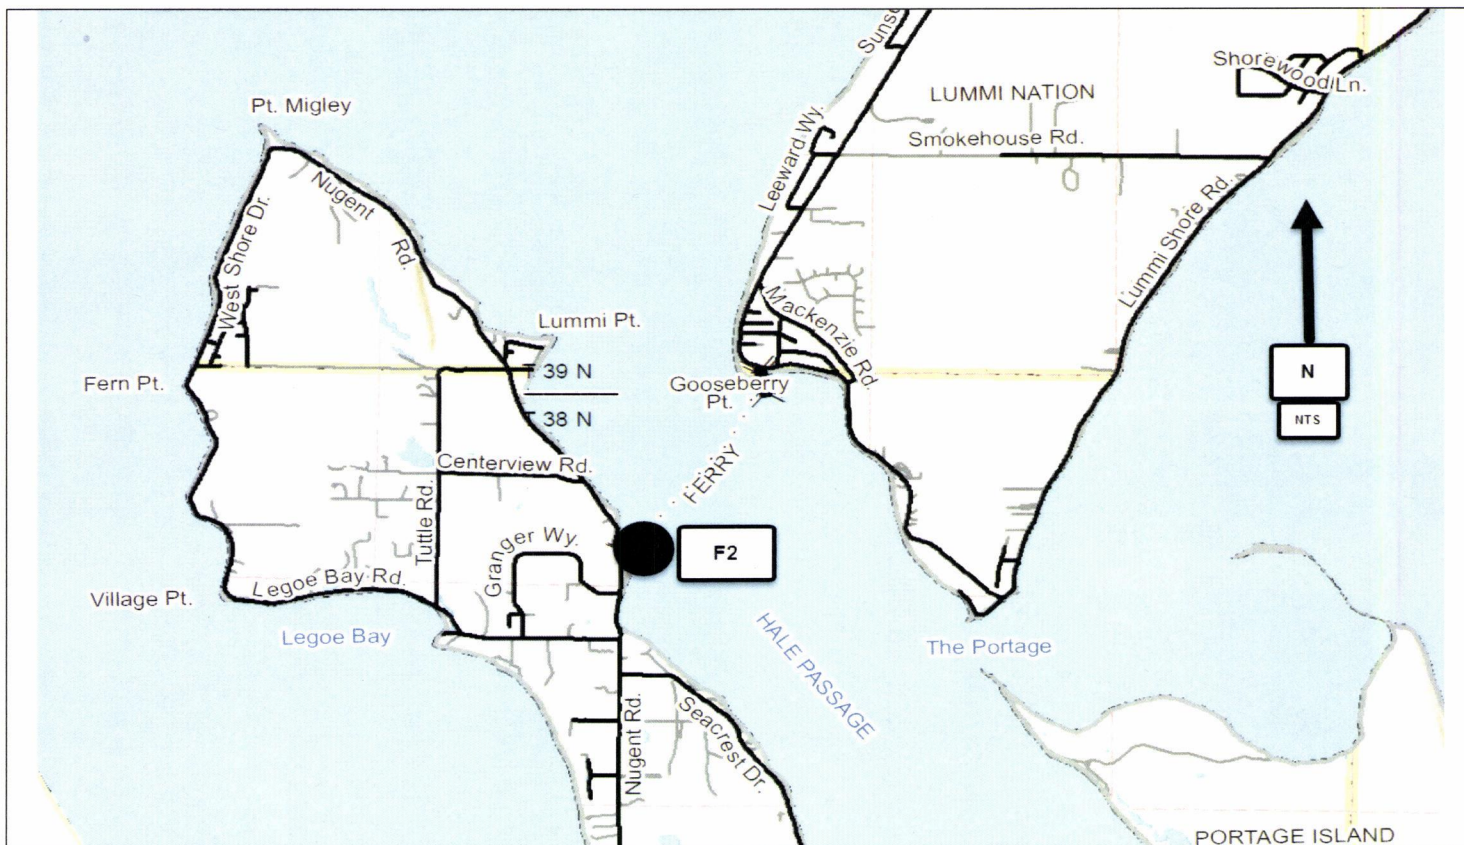 Sunse
Shorewood Ln.
Pt. Migley
LUMMI NATION
Leeward Wy.
Smokehouse Rd.
Nugent
Rd.
West Shore Dr.
Lummi Shore Rd.
Mackenzie Rd
Lummi Pt.
39 N
N
Fern Pt.
Gooseberry
Pt.
38 N
NTS
Centerview Rd.
FERRY
Tuttle Rd.
Granger Wy.
F2
Legoe Bay Rd.
Village Pt.
Legoe Bay
HALE PASSAGE
The Portage
Nugent Rd.
Seacrest Dr.
PORTAGE ISLAND